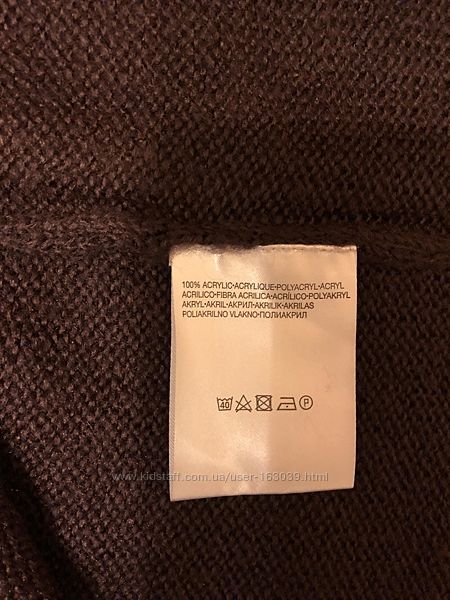 100% ACRYLIC•ACRYLIQUE•POLYACRYL•ACRYL
ACRILICO•FIBRA ACRILICA•ACRÍLICO•POLYAKRYL
AKRYL•AKRIL•АКРИЛ•AKRILIK•AKRILAS
POLIAKRILNO VLAKNO•ПОЛИАКРИЛ
40 P
www.kidstaff.com.ua/user-163039.html